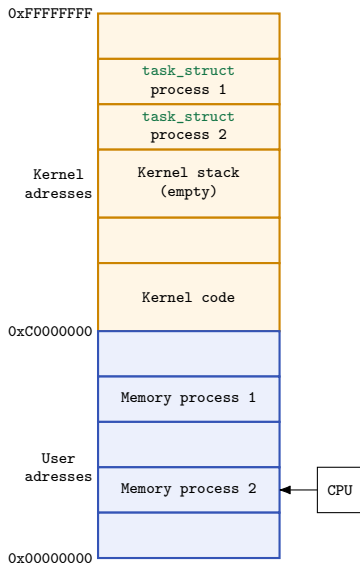 0xFFFFFFFF
task_struct
process 1
task_struct
process 2
Kernel
adresses
Kernel stack
(empty)
Kernel code
0xC0000000
Memory process 1
User
adresses
Memory process 2
CPU
0x00000000